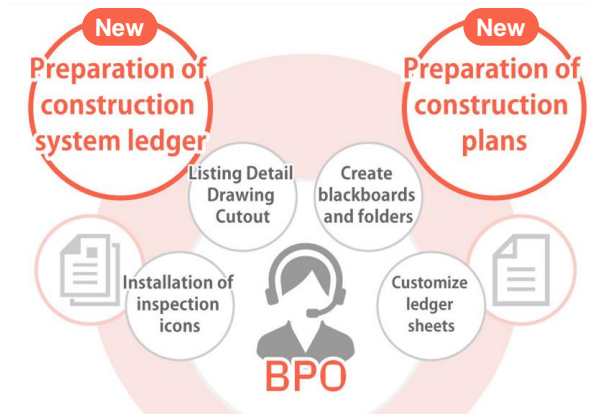 New
Preparation of
construction
system ledger
New
Preparation of
construction
plans
Listing Detail
Drawing
Cutout
Create
blackboards
and folders
Installation of
inspection
icons
Customize
ledger
sheets
BPO